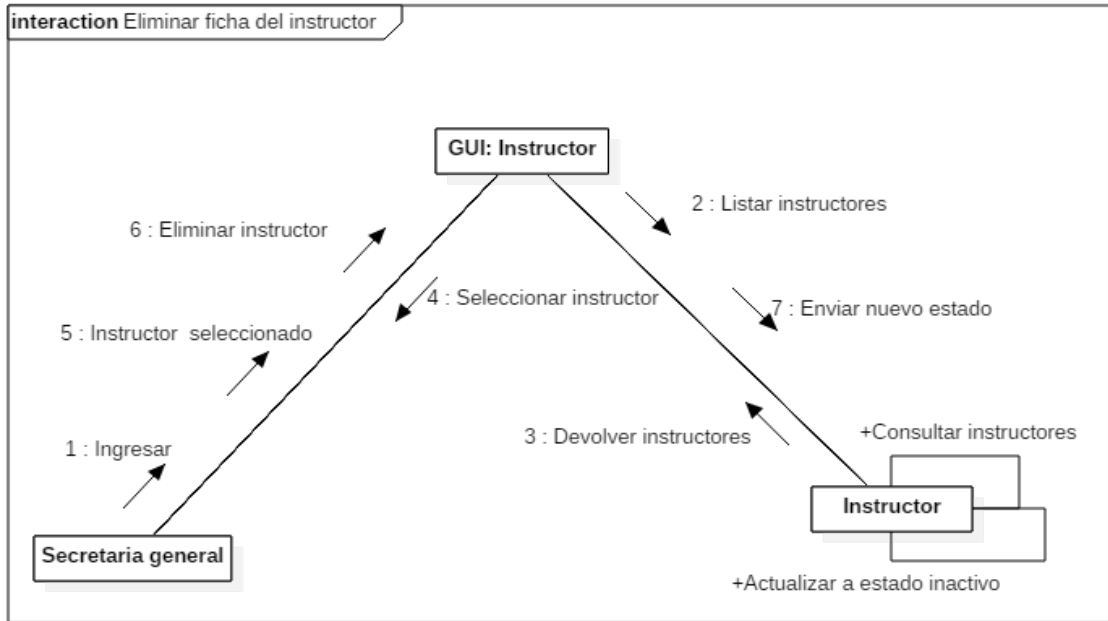 interaction Eliminar ficha del instructor
GUI: Instructor
2 : Listar instructores
6 : Eliminar instructor
4 : Seleccionar instructor
7 : Enviar nuevo estado
5 : Instructor  seleccionado
3 : Devolver instructores
+Consultar instructores
1 : Ingresar
Instructor
Secretaria general
+Actualizar a estado inactivo